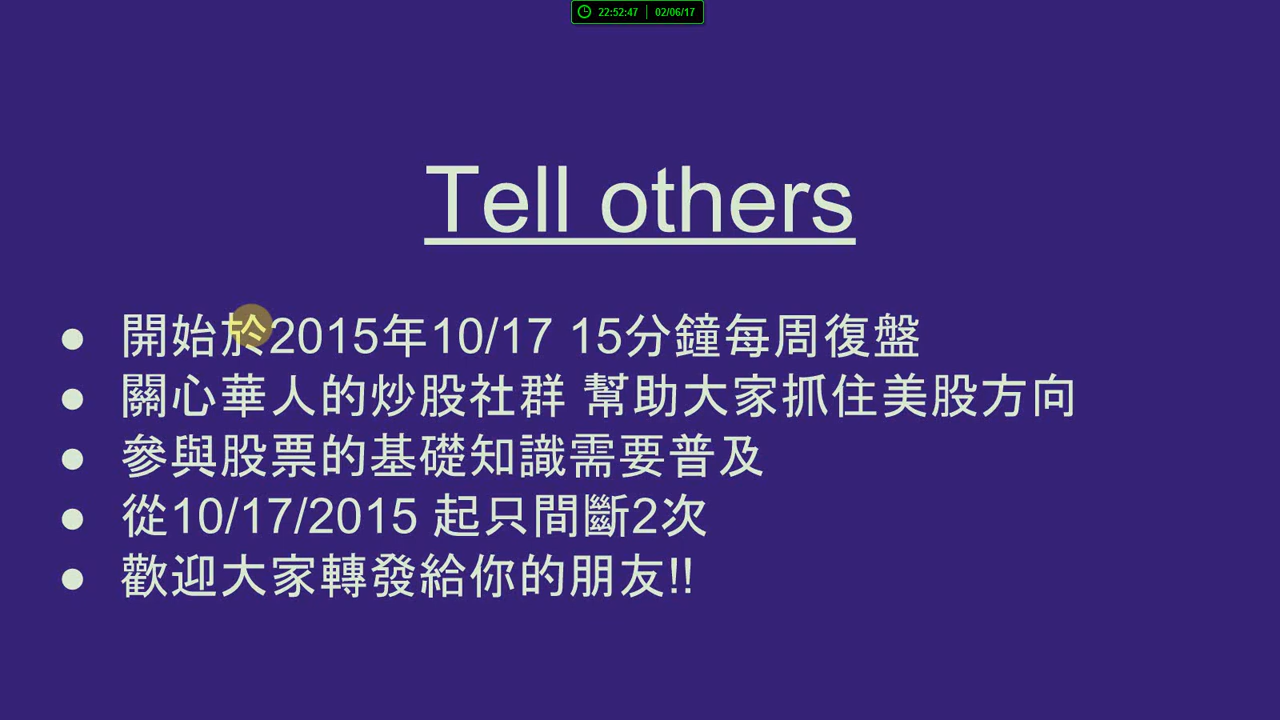 22:52:47 02/06/17
Tell others
● 開始於2015年10/17 15分鐘每周復盤
● 關心華人的炒股社群 幫助大家抓住美股方向
● 參與股票的基礎知識需要普及
● 從10/17/2015 起只間斷2次
● 歡迎大家轉發給你的朋友!!